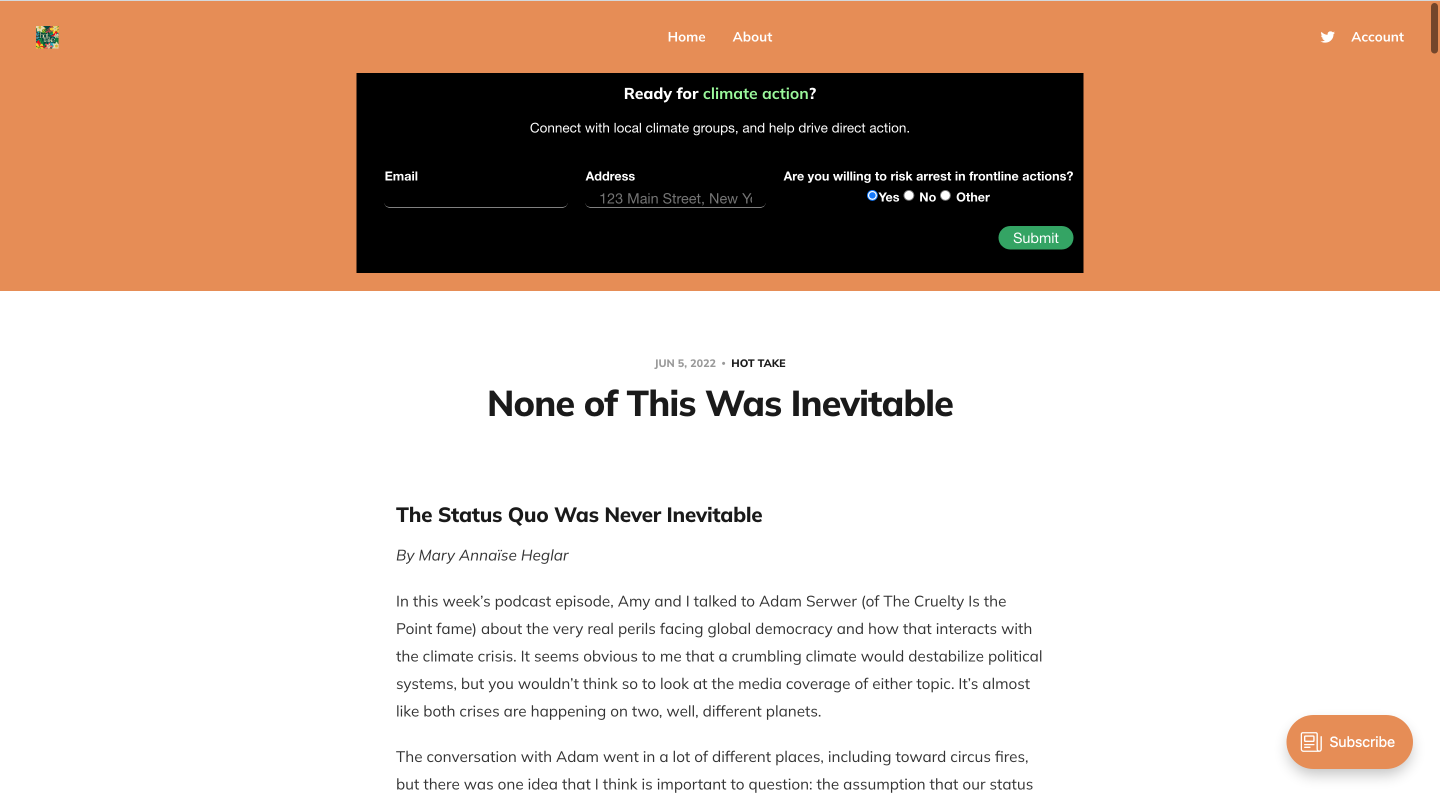 Home About Account
Ready for climate action?
Connect with local climate groups, and help drive direct action.
Email Address Are you willing to risk arrest in frontline actions?
123 Main Street, New Yo Yes No Other
Submit
JUN 5, 2022 • HOT TAKE
None of This Was Inevitable
The Status Quo Was Never Inevitable
By Mary Annaïse Heglar
In this week’s podcast episode, Amy and I talked to Adam Serwer (of The Cruelty Is the
Point fame) about the very real perils facing global democracy and how that interacts with
the climate crisis. It seems obvious to me that a crumbling climate would destabilize political
systems, but you wouldn’t think so to look at the media coverage of either topic. It’s almost
like both crises are happening on two, well, different planets.
The conversation with Adam went in a lot of different places, including toward circus fires,
but there was one idea that I think is important to question: the assumption that our status
Subscribe